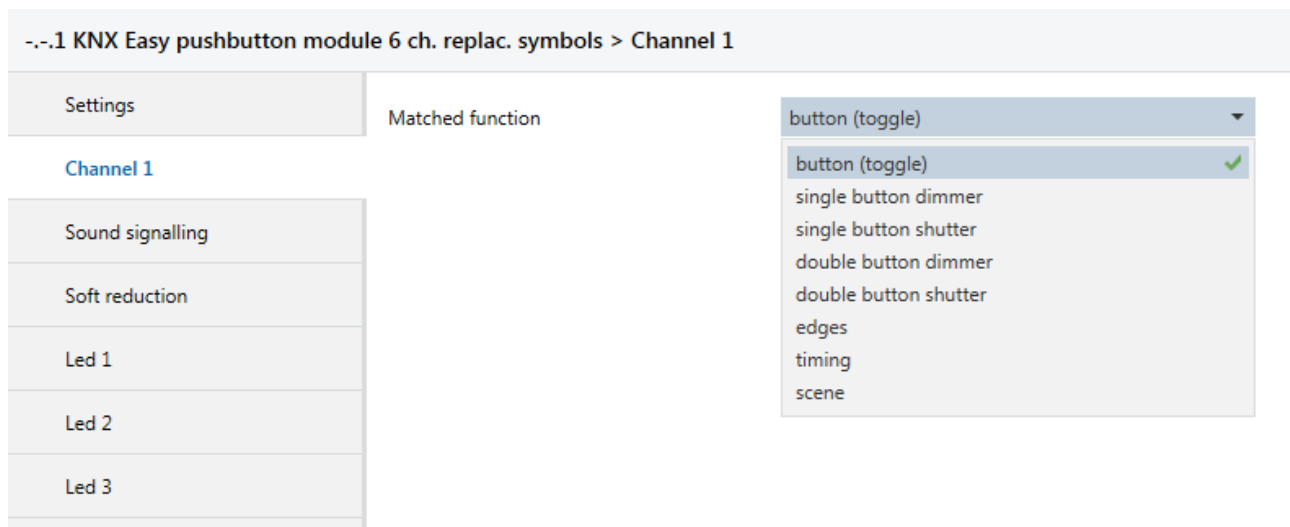 -.-.1 KNX Easy pushbutton module 6 ch. replac. symbols > Channel 1
Settings
Channel 1
Sound signalling
Soft reduction
Led 1
Led 2
Led 3
Matched function
button (toggle)
button (toggle)
single button dimmer
single button shutter
double button dimmer
double button shutter
edges
timing
scene